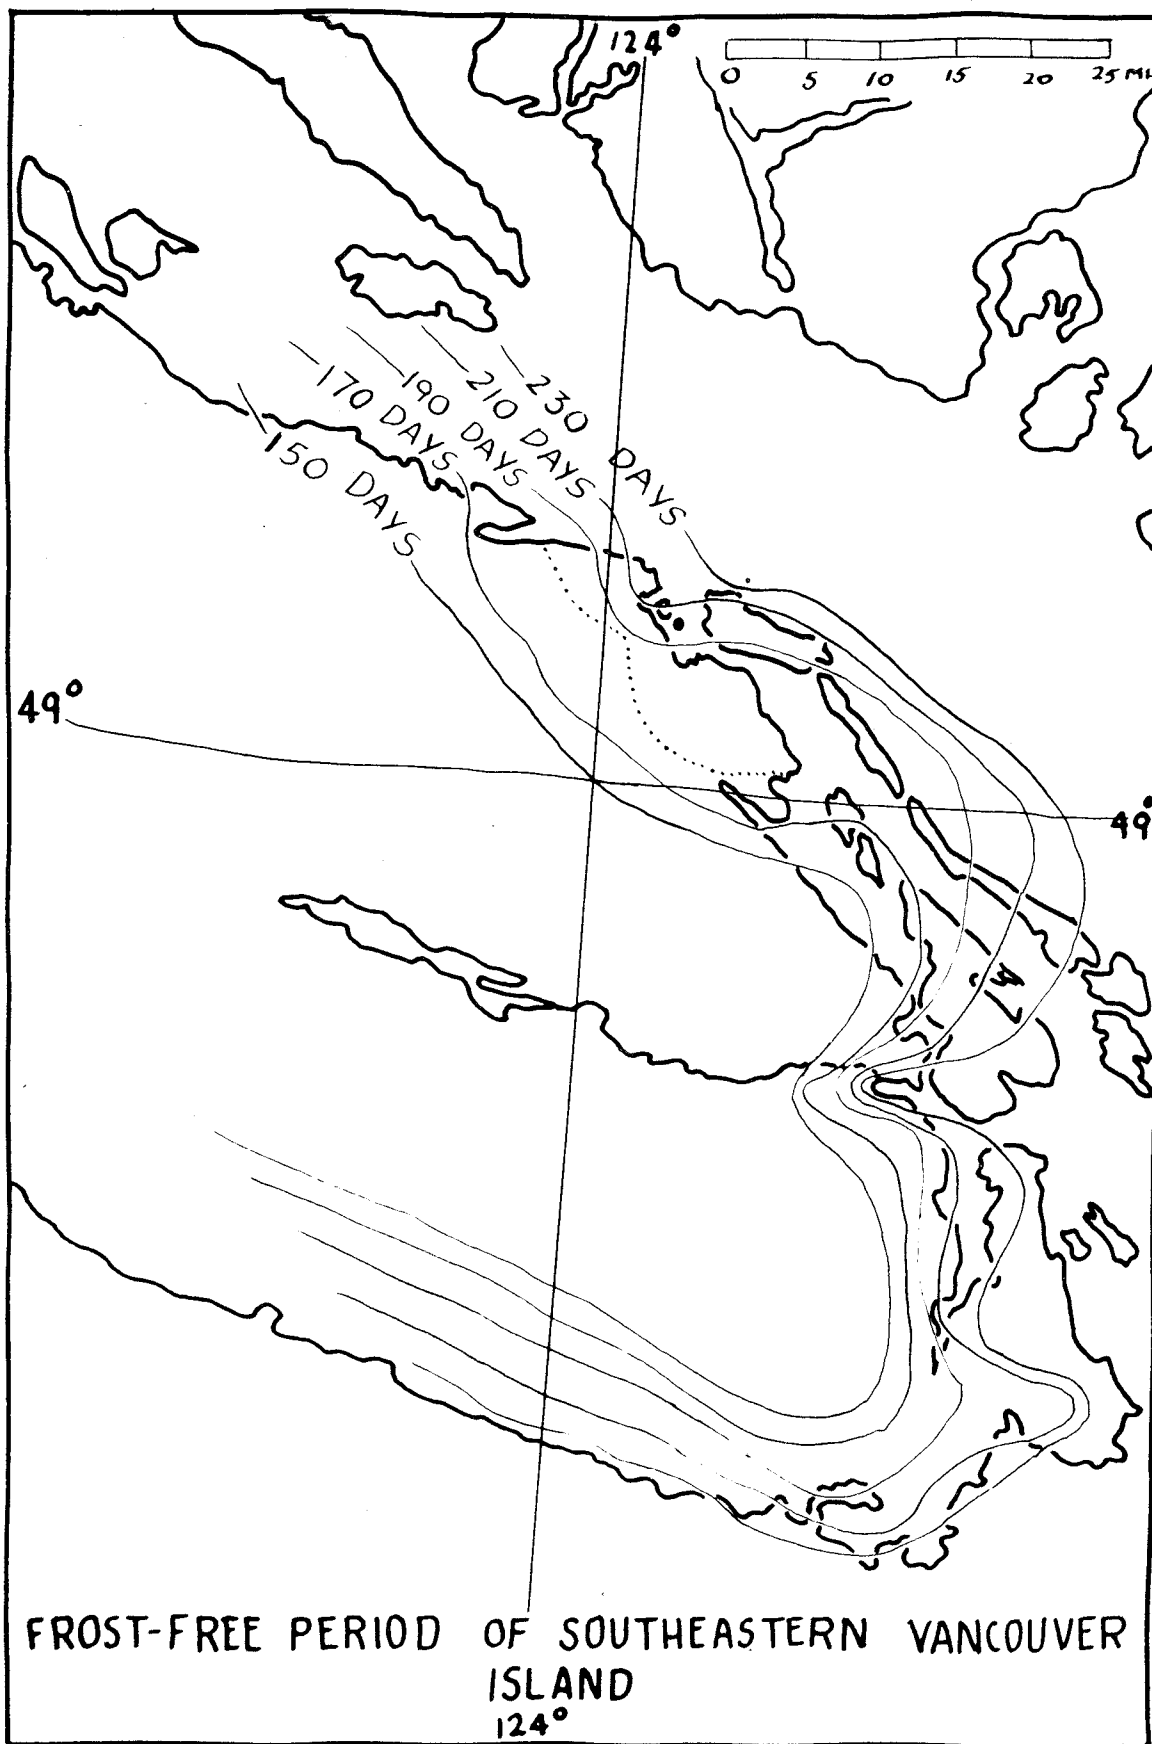 124°
0 5 10 15 20 25 MI
230 DAYS
210 DAYS
190 DAYS
170 DAYS
150 DAYS
49°
49°
FROST-FREE PERIOD OF SOUTHEASTERN VANCOUVER
ISLAND
124°